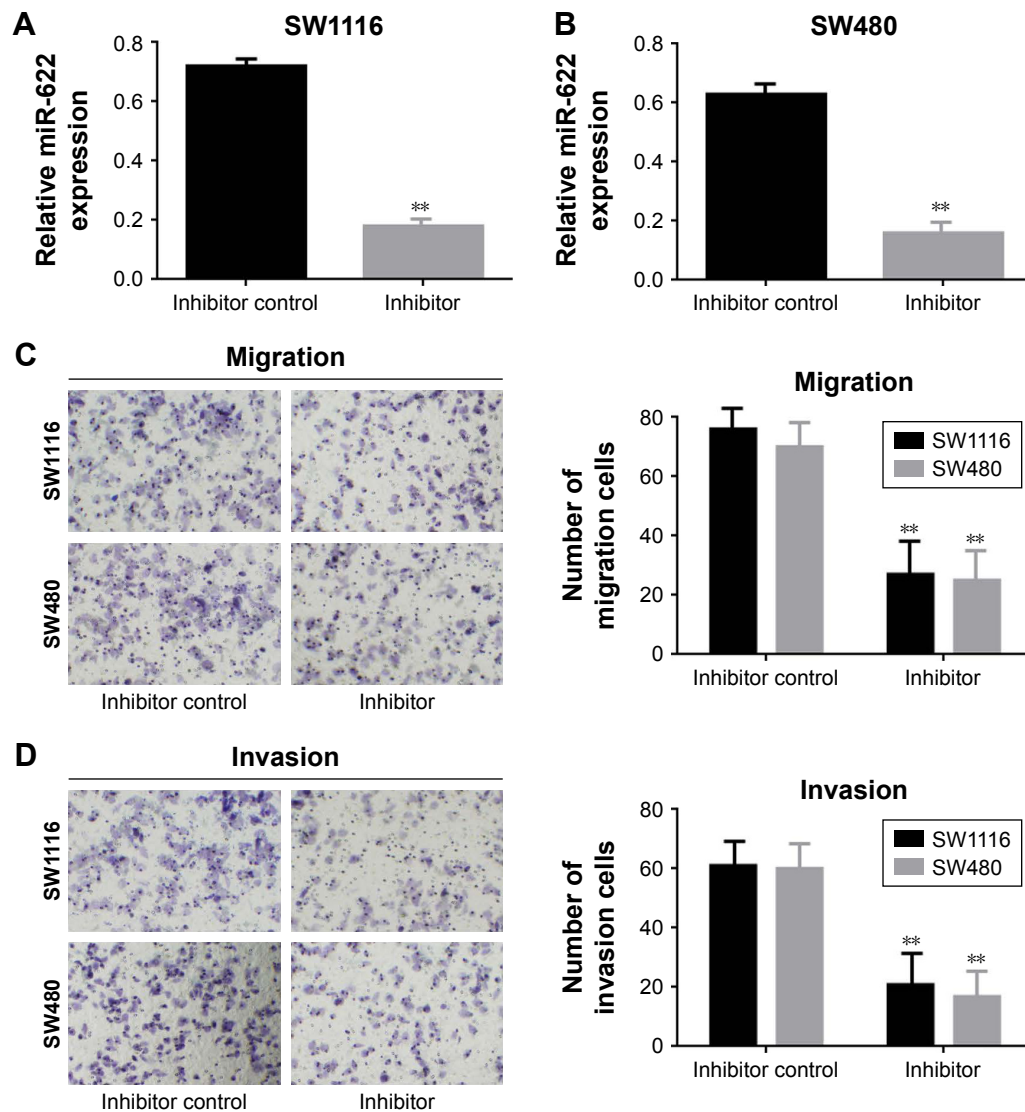 A
SW1116
Relative miR-622
expression
0.8
0.6
0.4
0.2
0.0
**
Inhibitor control
Inhibitor
B
SW480
Relative miR-622
expression
0.8
0.6
0.4
0.2
0.0
**
Inhibitor control
Inhibitor
C
Migration
SW1116
SW480
Inhibitor control
Inhibitor
Migration
Number of
migration cells
80
60
40
20
0
SW1116
SW480
**
**
Inhibitor control
Inhibitor
D
Invasion
SW1116
SW480
Inhibitor control
Inhibitor
Invasion
Number of
invasion cells
80
60
40
20
0
SW1116
SW480
**
**
Inhibitor control
Inhibitor